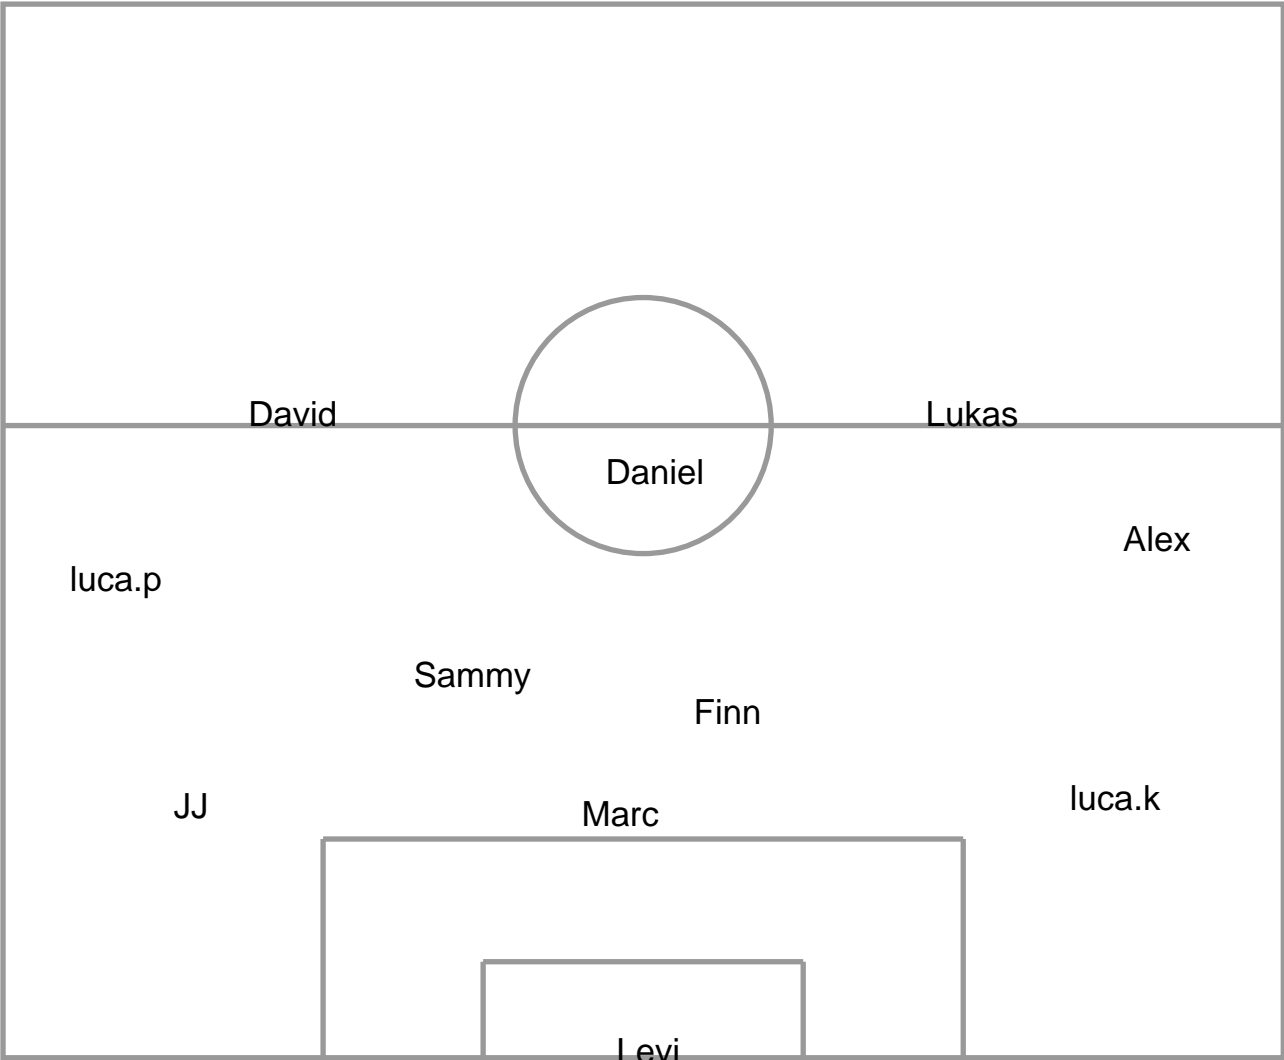 David
Lukas
Daniel
Alex
luca.p
Sammy
Finn
JJ
Marc
luca.k
Levi